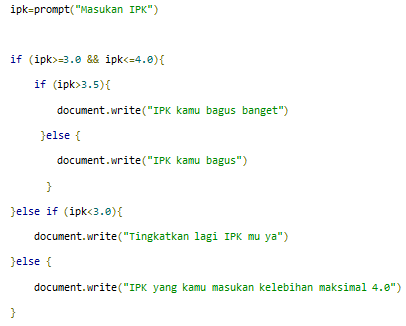 ipk=prompt("Masukan IPK")
if (ipk>=3.0 && ipk<=4.0){
if (ipk>3.5){
document.write("IPK kamu bagus banget")
}else {
document.write("IPK kamu bagus")
}
}else if (ipk<3.0){
document.write("Tingkatkan lagi IPK mu ya")
}else {
document.write("IPK yang kamu masukan kelebihan maksimal 4.0")
}